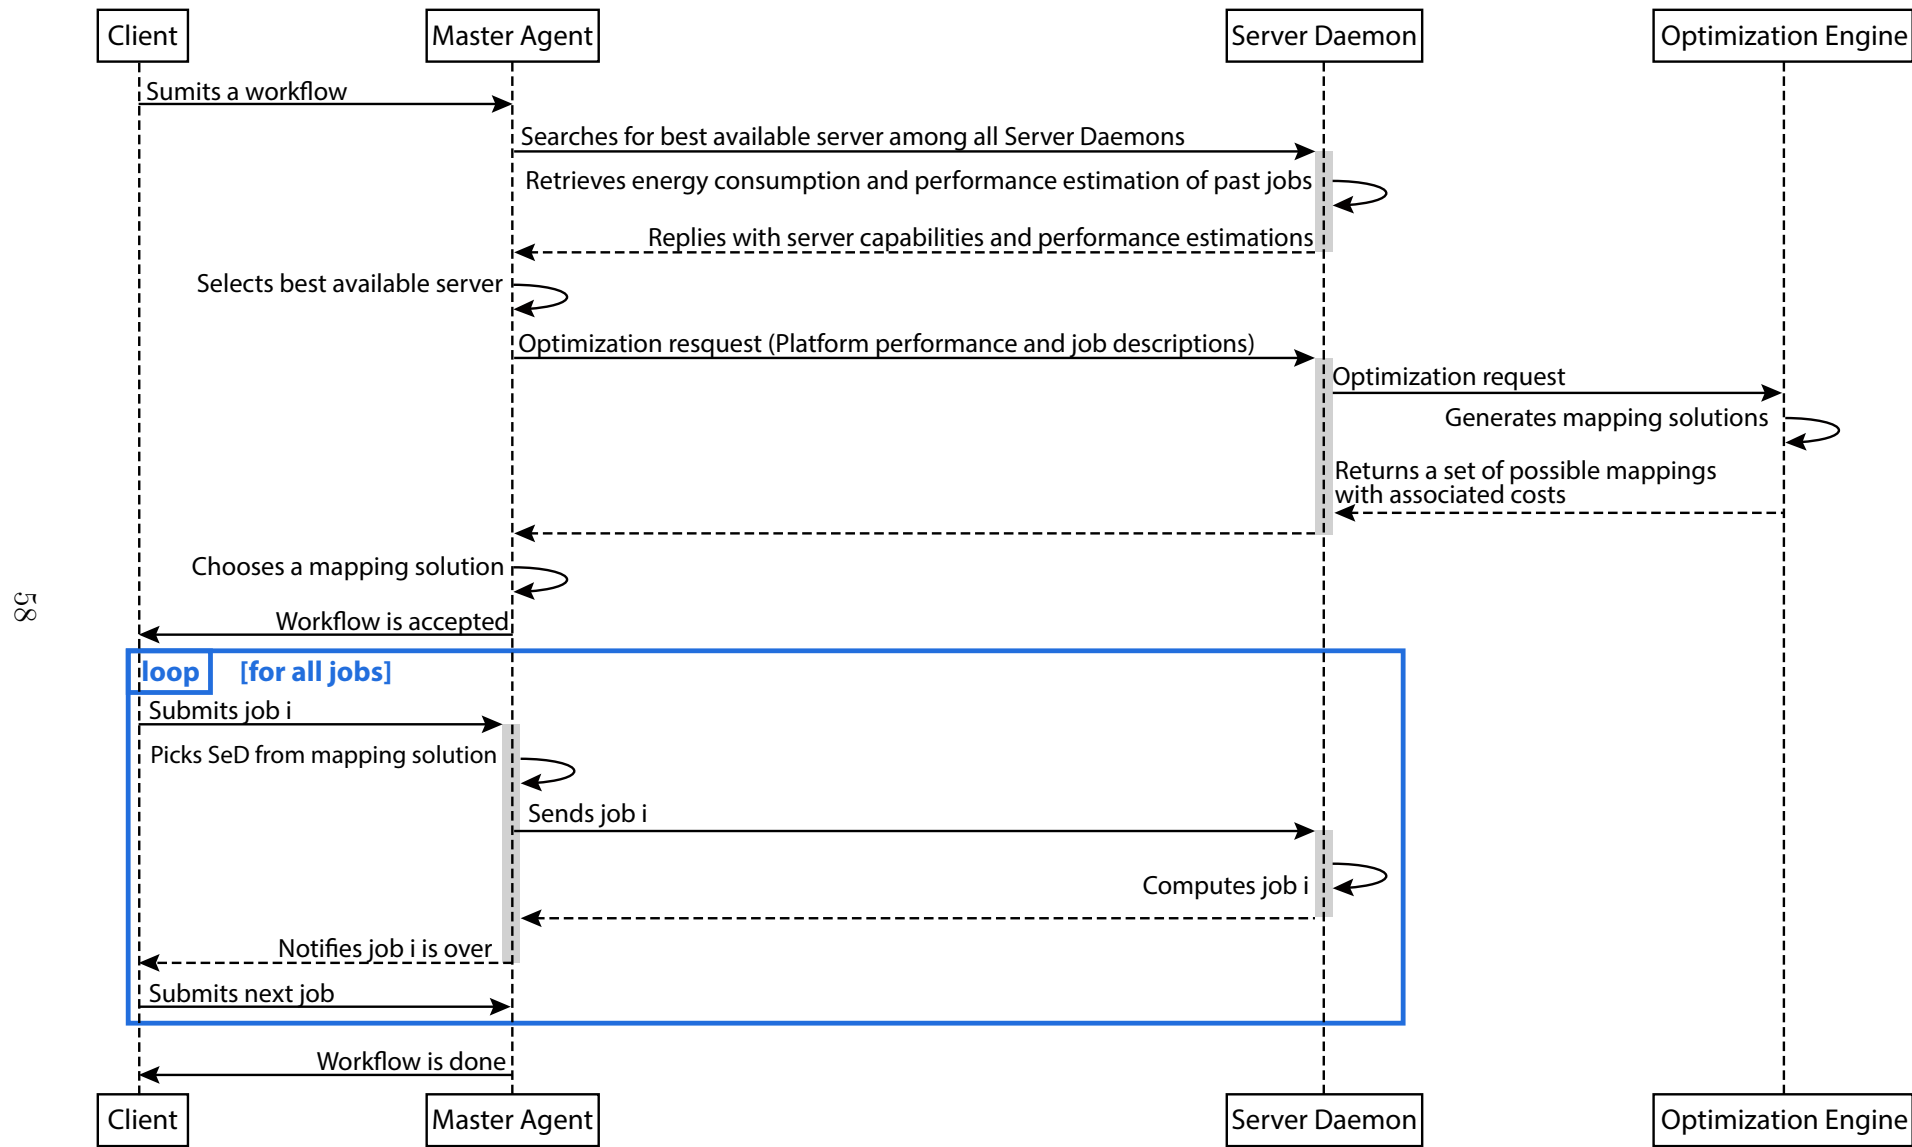 Client
Master Agent
Server Daemon
Optimization Engine
Sumits a workflow
Searches for best available server among all Server Daemons
Retrieves energy consumption and performance estimation of past jobs
Replies with server capabilities and performance estimations
Selects best available server
Optimization resquest (Platform performance and job descriptions)
Optimization request
Generates mapping solutions
Returns a set of possible mappings
with associated costs
Chooses a mapping solution
58
Workflow is accepted
loop [for all jobs]
Submits job i
Picks SeD from mapping solution
Sends job i
Computes job i
Notifies job i is over
Submits next job
Workflow is done
Client
Master Agent
Server Daemon
Optimization Engine